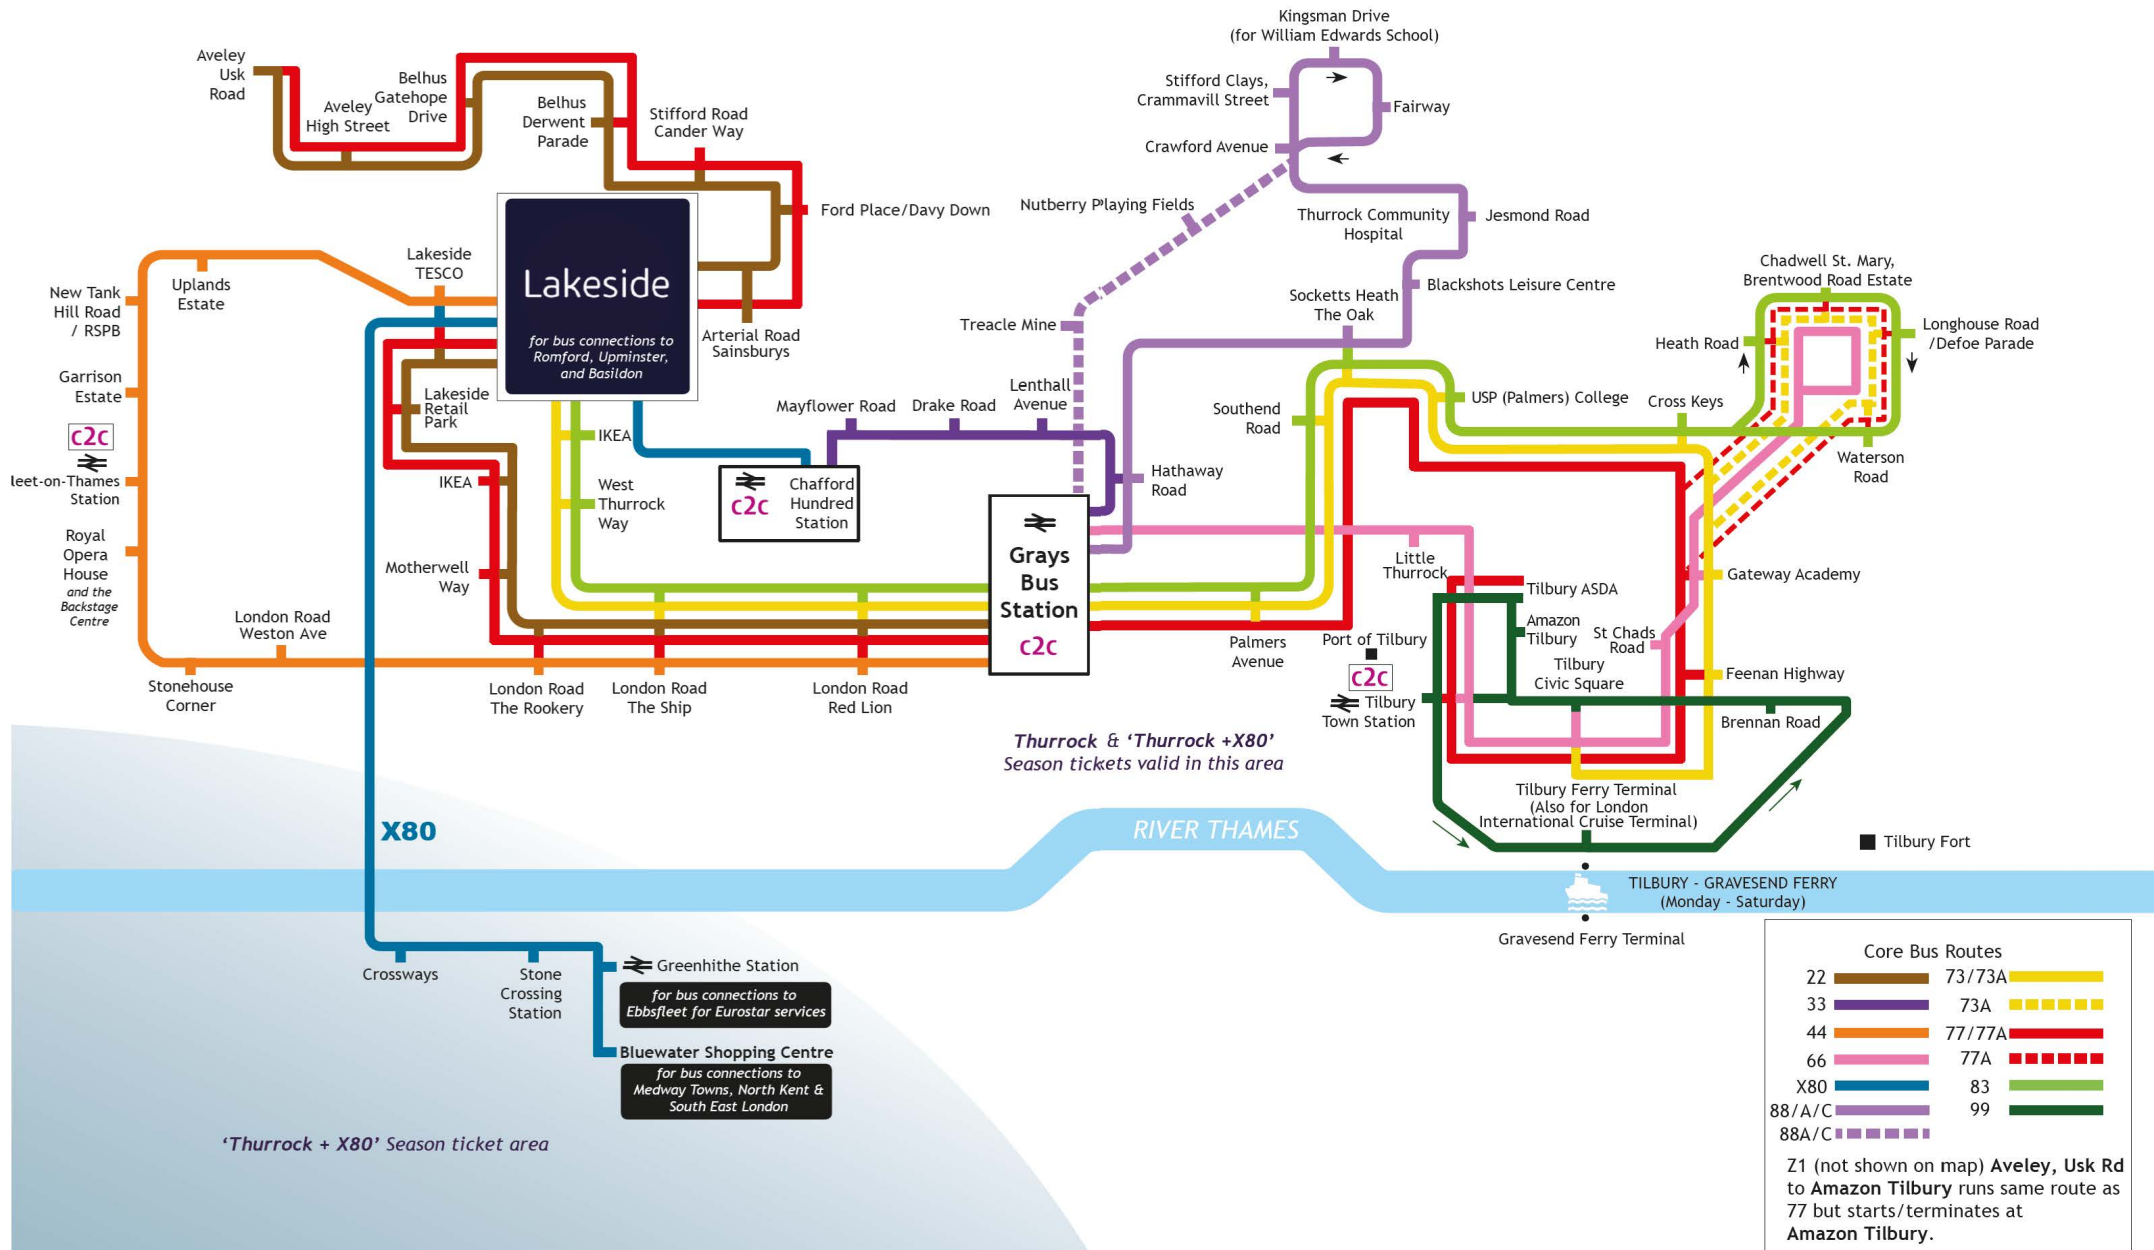 Kingsman Drive
(for William Edwards School)
Aveley
Usk
Road
Belhus
Gatehope
Drive
Aveley
High Street
Belhus
Derwent
Parade
Stifford Road
Cander Way
Stifford Clays,
Crammavill Street
Fairway
Crawford Avenue
Nutberry Playing Fields
Thurrock Community
Hospital
Jesmond Road
Ford Place/Davy Down
Lakeside
TESCO
Uplands
Estate
New Tank
Hill Road
/ RSPB
Lakeside
for bus connections to
Romford, Upminster,
and Basildon
Arterial Road
Sainsburys
Treacle Mine
Socketts Heath
The Oak
Blackshots Leisure Centre
Chadwell St. Mary,
Brentwood Road Estate
Heath Road
Longhouse Road
/Defoe Parade
Garrison
Estate
Lakeside
Retail
Park
Mayflower Road
Drake Road
Lenthall
Avenue
Southend
Road
USP (Palmers) College
Cross Keys
Waterson
Road
c2c
leet-on-Thames
Station
IKEA
IKEA
West
Thurrock
Way
c2c
Chafford
Hundred
Station
Hathaway
Road
Royal
Opera
House
and the
Backstage
Centre
Motherwell
Way
Grays
Bus
Station
c2c
Little
Thurrock
Gateway Academy
Tilbury ASDA
Amazon
Tilbury
St Chads
Road
London Road
Weston Ave
Palmers
Avenue
Port of Tilbury
c2c
Tilbury
Town Station
Tilbury
Civic Square
Feenan Highway
Brennan Road
Stonehouse
Corner
London Road
The Rookery
London Road
The Ship
London Road
Red Lion
Thurrock & ‘Thurrock +X80’
Season tickets valid in this area
Tilbury Ferry Terminal
(Also for London
International Cruise Terminal)
X80
RIVER THAMES
Tilbury Fort
TILBURY - GRAVESEND FERRY
(Monday - Saturday)
Gravesend Ferry Terminal
Crossways
Stone
Crossing
Station
Greenhithe Station
for bus connections to
Ebbsfleet for Eurostar services
Bluewater Shopping Centre
for bus connections to
Medway Towns, North Kent &
South East London
‘Thurrock + X80’ Season ticket area
Core Bus Routes
22
73/73A
33
73A
44
77/77A
66
77A
X80
83
88/A/C
99
88A/C
Z1 (not shown on map) Aveley, Usk Rd
to Amazon Tilbury runs same route as
77 but starts/terminates at
Amazon Tilbury.